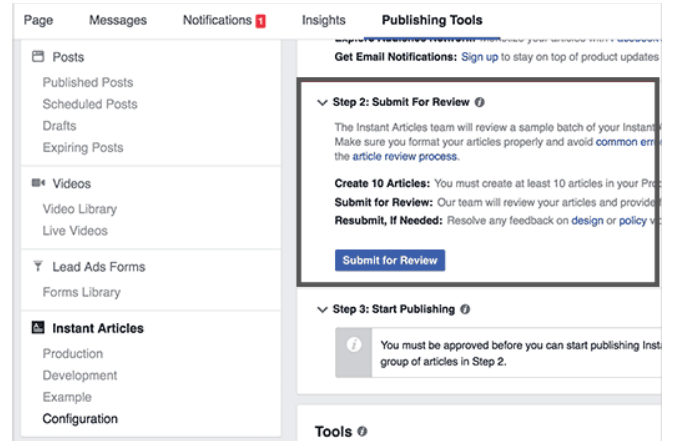 Page Messages Notifications 1 Insights Publishing Tools
Posts
Published Posts
Scheduled Posts
Drafts
Expiring Posts
Videos
Video Library
Live Videos
Lead Ads Forms
Forms Library
Instant Articles
Production
Development
Example
Configuration
Get Email Notifications: Sign up to stay on top of product updates
Step 2: Submit For Review
The Instant Articles team will review a sample batch of your Instant
Make sure you format your articles properly and avoid common
the article review process.
Create 10 Articles: You must create at least 10 articles in your
Submit for Review: Our team will review your articles and provide
Resubmit, If Needed: Resolve any feedback on design or policy
Submit for Review
Step 3: Start Publishing
You must be approved before you can start publishing
group of articles in Step 2.
Tools